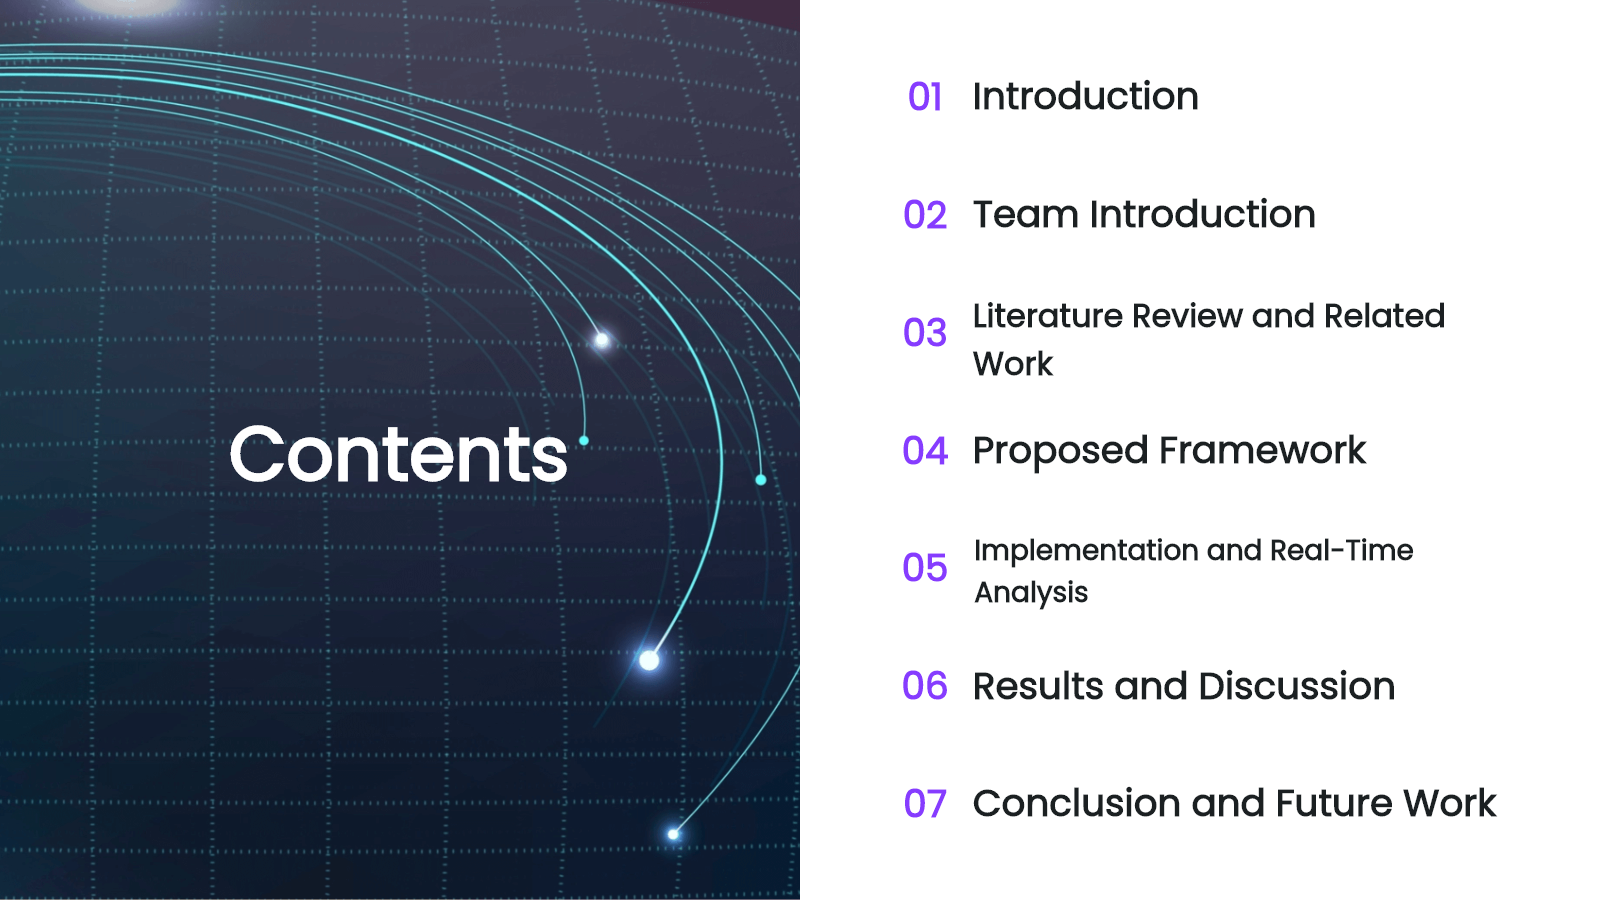 Contents
01 Introduction
02 Team Introduction
03 Literature Review and Related
Work
04 Proposed Framework
05 Implementation and Real-Time
Analysis
06 Results and Discussion
07 Conclusion and Future Work